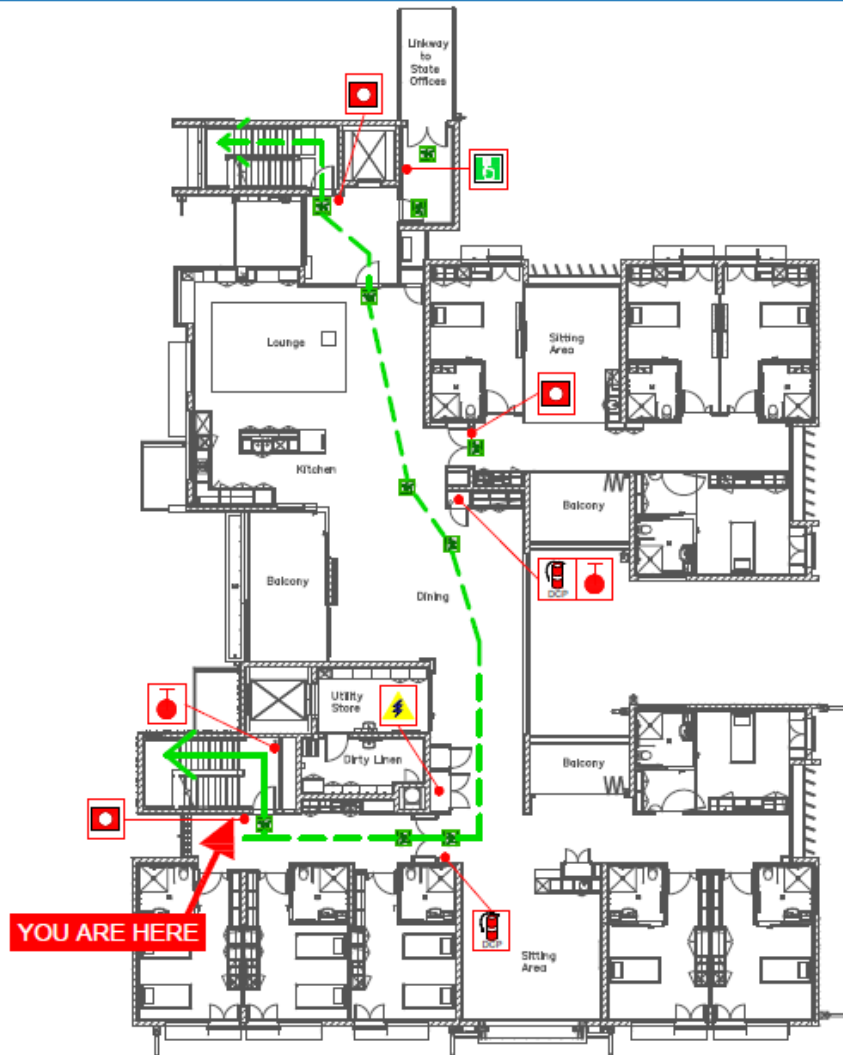 Linkway
to
State
Offices
Lounge
Sitting
Area
Kitchen
Balcony
Balcony
DCP
Dining
Utility
Store
Dirty Linen
Balcony
YOU ARE HERE
DCP
Sitting
Area